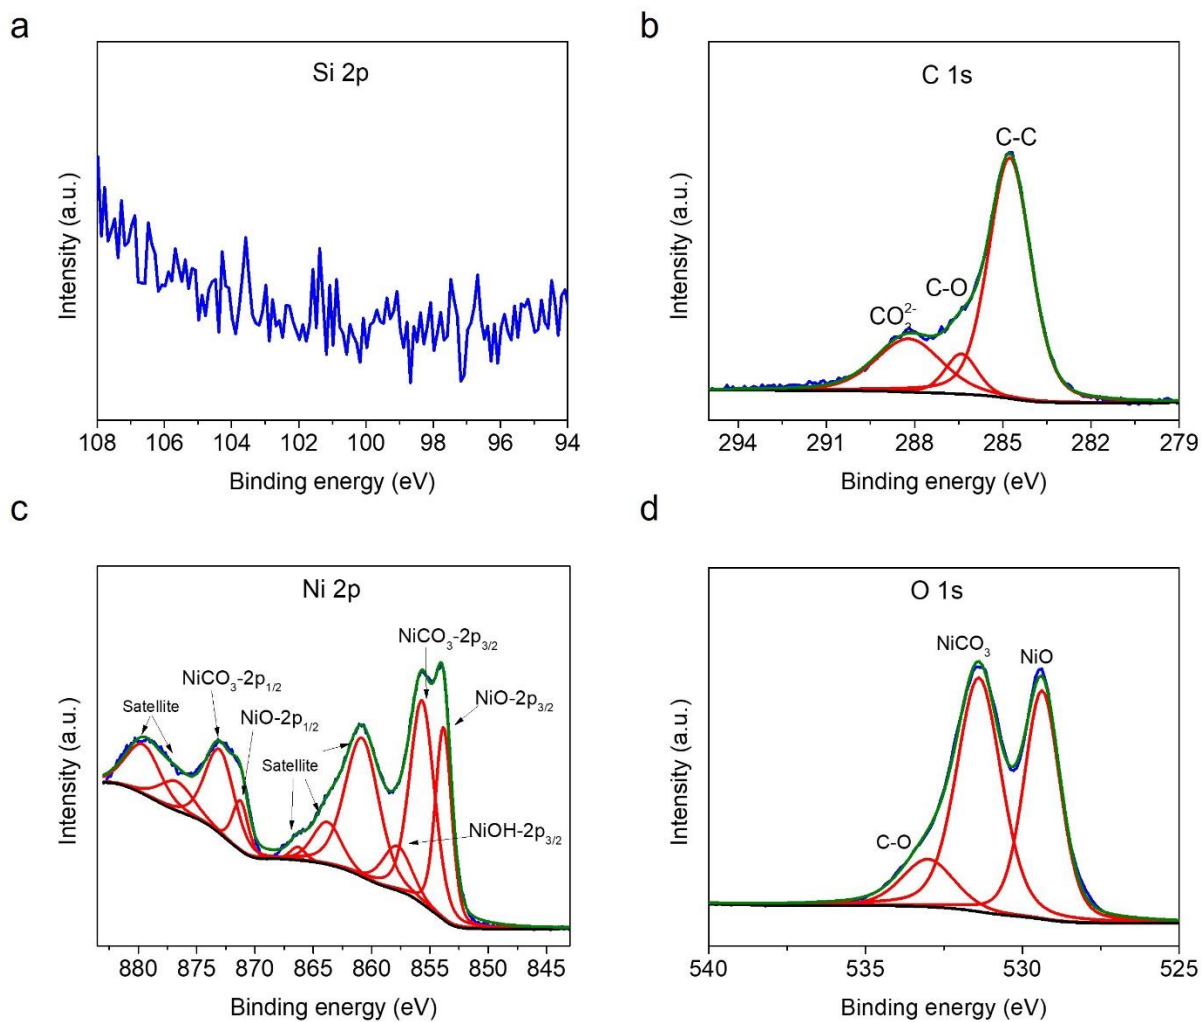 a
Si 2p
Intensity (a.u.)
108 106 104 102 100 98 96 94
Binding energy (eV)
b
C 1s
C-C
C-O
CO₂²⁻
Intensity (a.u.)
294 291 288 285 282 279
Binding energy (eV)
c
Ni 2p
NiCO₃-2p₃/₂
NiCO₃-2p₁/₂
NiO-2p₃/₂
Satellite
NiO-2p₁/₂
Satellite
NiOH-2p₃/₂
Intensity (a.u.)
880 875 870 865 860 855 850 845
Binding energy (eV)
d
O 1s
NiCO₃
NiO
C-O
Intensity (a.u.)
540 535 530 525
Binding energy (eV)